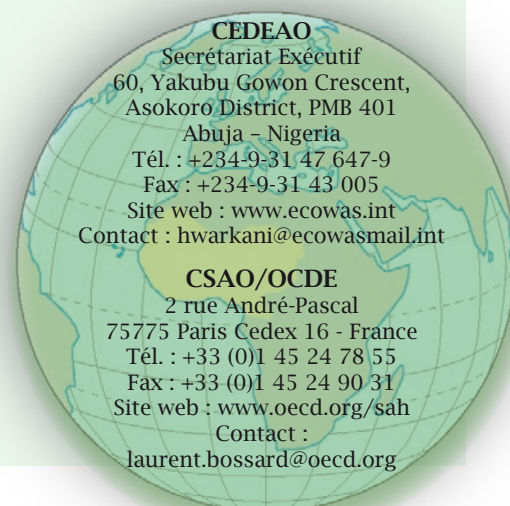 CEDEAO
Secrétariat Exécutif
60, Yakubu Gowon Crescent,
Asokoro District, PMB 401
Abuja – Nigeria
Tél. : +234-9-31 47 647-9
Fax : +234-9-31 43 005
Site web : www.ecowas.int
Contact : hwarkani@ecowasmail.int
CSAO/OCDE
2 rue André-Pascal
75775 Paris Cedex 16 - France
Tél. : +33 (0)1 45 24 78 55
Fax : +33 (0)1 45 24 90 31
Site web : www.oecd.org/sah
Contact :
laurent.bossard@oecd.org